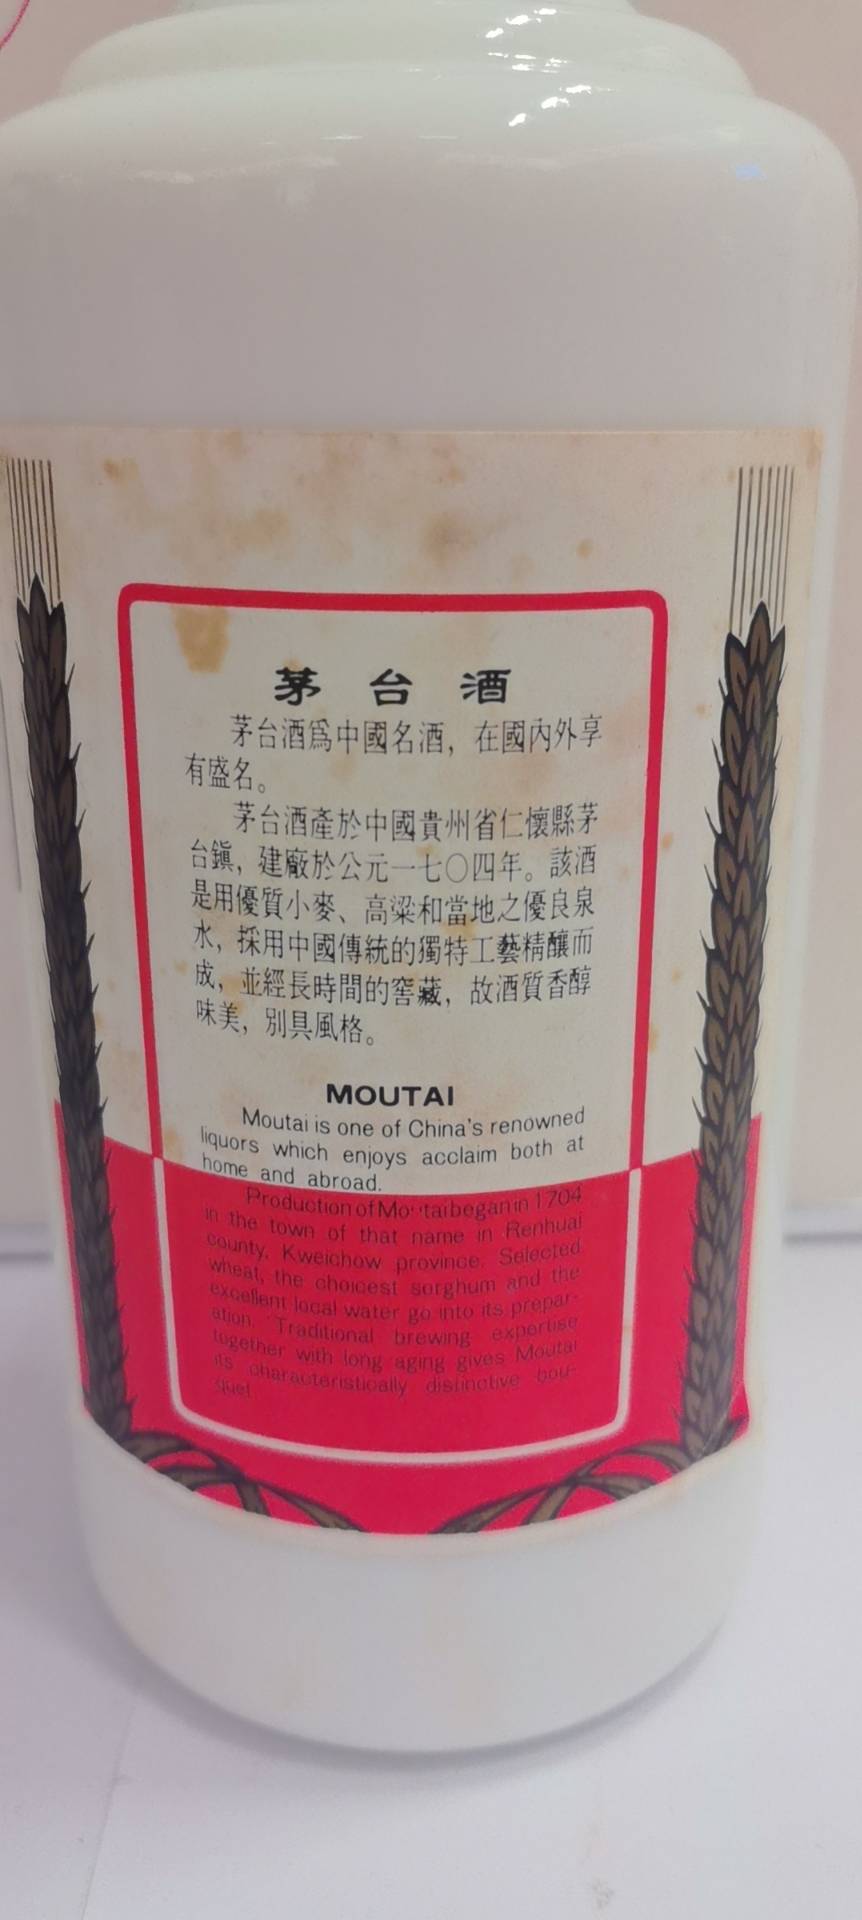 茅台酒
茅台酒爲中國名酒，在國內外享
有盛名。
茅台酒產於中國貴州省仁懷縣茅
台鎭，建廠於公元一七〇四年。該酒
是用優質小麥、高粱和當地之優良泉
水，採用中國傳統的獨特工藝精釀而
成，並經長時間的窖藏，故酒質香醇
味美，別具風格。
MOUTAI
Moutai is one of China's renowned
liquors which enjoys acclaim both at
home and abroad.
Production of Moutai began in 1704
in the town of that name in Renhuai
county, Kweichow province. Selected
wheat, the choicest sorghum and the
excellent local water go into its prepar-
ation. Traditional brewing expertise
together with long aging gives Moutai
its characteristically distinctive bou-
quet.